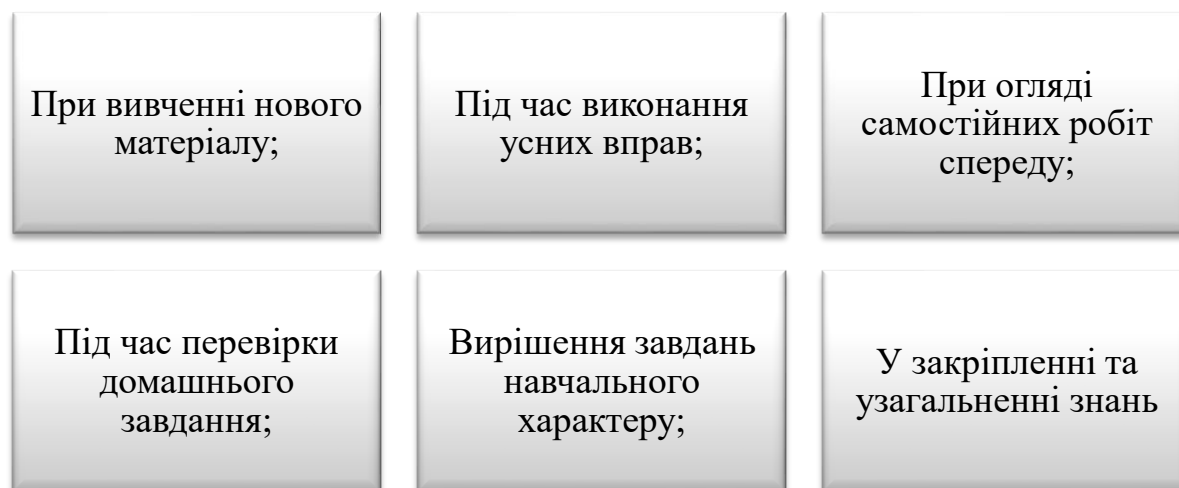 При вивченні нового
матеріалу;
Під час виконання
усних вправ;
При огляді
самостійних робіт
спереду;
Під час перевірки
домашнього
завдання;
Вирішення завдань
навчального
характеру;
У закріпленні та
узагальненні знань